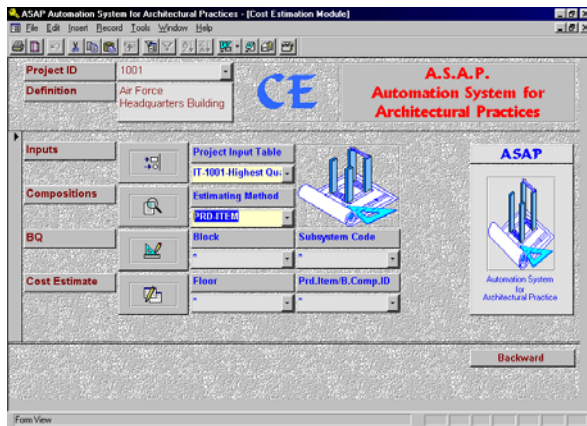 ASAP Automation System for Architectural Practices - [Cost Estimation Module]
File Edit Insert Record Tools Window Help
Project ID
1001
Definition
Air Force
Headquarters Building
CE
A.S.A.P.
Automation System for
Architectural Practices
Inputs
Project Input Table
IT-1001-Highest Qu
Compositions
Estimating Method
PRD-ITEM
BQ
Block
Subsystem Code
*
*
Cost Estimate
Floor
Prd.Item/B.Comp.ID
*
*
ASAP
Automation System
for
Architectural Practice
Backward
Form View